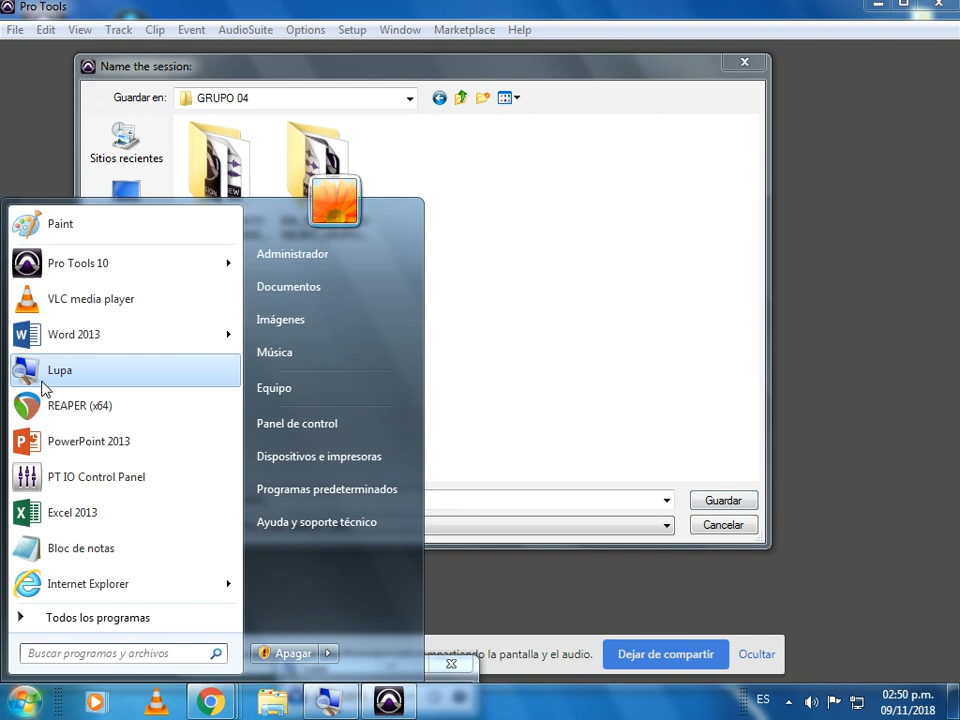 Pro Tools
File Edit View Track Clip Event AudioSuite Options Setup Window Marketplace Help
Name the session:
Guardar en: GRUPO 04
Sitios recientes
Paint
Pro Tools 10
VLC media player
Word 2013
Lupa
REAPER (x64)
PowerPoint 2013
PT IO Control Panel
Excel 2013
Bloc de notas
Internet Explorer
Todos los programas
Buscar programas y archivos
Administrador
Documentos
Imágenes
Música
Equipo
Panel de control
Dispositivos e impresoras
Programas predeterminados
Ayuda y soporte técnico
Apagar
Guardar
Cancelar
compartiendo la pantalla y el audio. Dejar de compartir Ocultar
ES
02:50 p.m.
09/11/2018